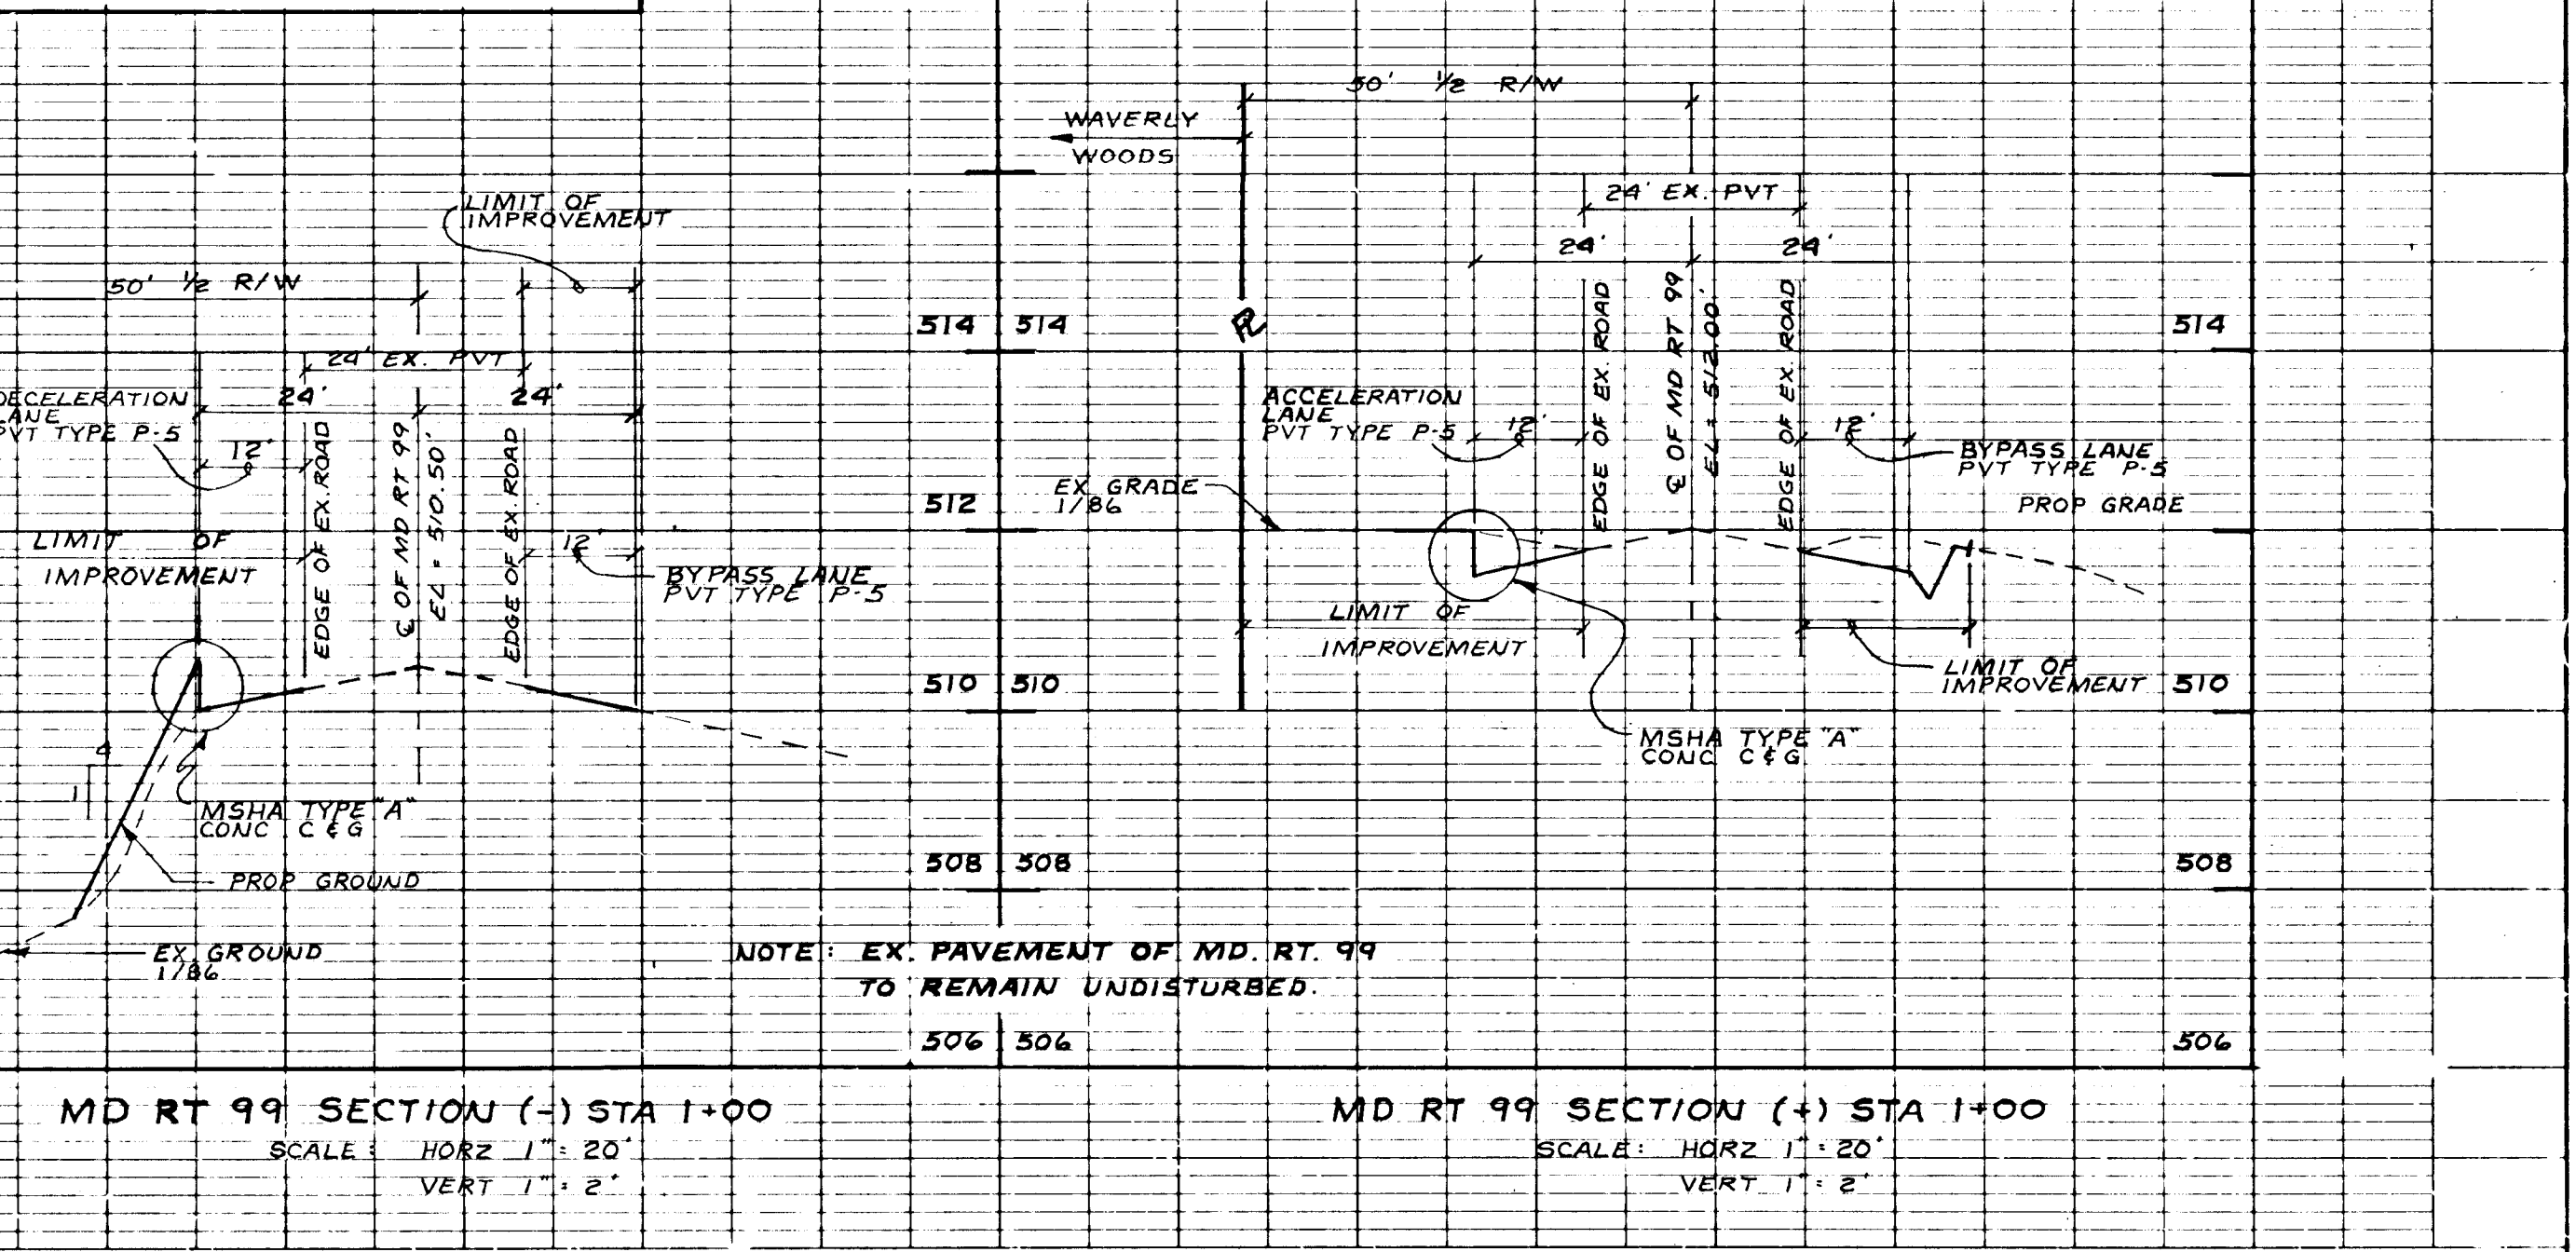 50' 1/2 R/W
LIMIT OF
IMPROVEMENT
24' EX. PVT
24'
24'
DECELERATION
LANE
PVT TYPE P-5
12'
EDGE OF EX. ROAD
℄ OF MD RT 99
EL = 510.50'
EDGE OF EX. ROAD
LIMIT OF
IMPROVEMENT
12'
BYPASS LANE
PVT TYPE P-5
4
1
MSHA TYPE "A"
CONC C & G
PROP GROUND
EX. GROUND
1/86
514 514
512
510 510
508 508
506 506
NOTE: EX. PAVEMENT OF MD. RT. 99
TO REMAIN UNDISTURBED.
MD RT 99 SECTION (-) STA 1+00
SCALE: HORZ 1" = 20'
VERT 1" = 2'
WAVERLY
WOODS
50' 1/2 R/W
24' EX. PVT
24'
24'
EDGE OF EX. ROAD
℄ OF MD RT 99
EL = 512.00'
EDGE OF EX. ROAD
ACCELERATION
LANE
PVT TYPE P-5
12'
12'
BYPASS LANE
PVT TYPE P-5
EX GRADE
1/86
PROP GRADE
LIMIT OF
IMPROVEMENT
LIMIT OF
IMPROVEMENT
MSHA TYPE "A"
CONC C & G
514
510
508
506
MD RT 99 SECTION (+) STA 1+00
SCALE: HORZ 1" = 20'
VERT 1" = 2'